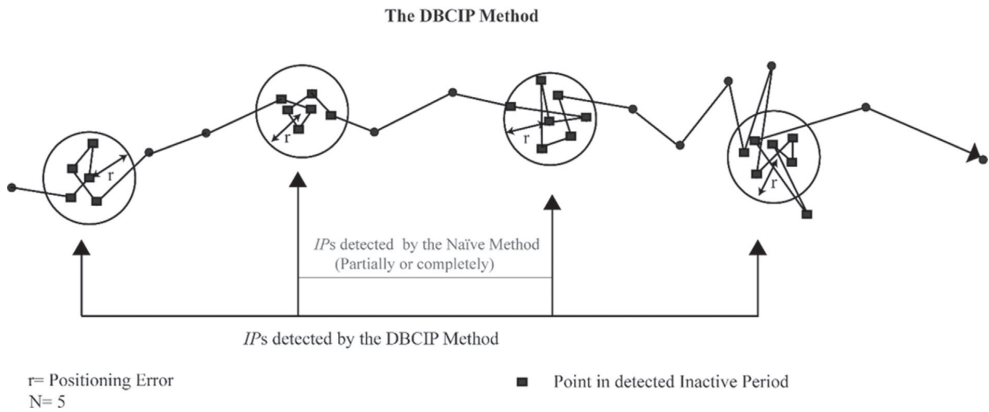 The DBCIP Method
r
r
r
r
IPs detected by the Naïve Method
(Partially or completely)
IPs detected by the DBCIP Method
r= Positioning Error
N= 5
Point in detected Inactive Period